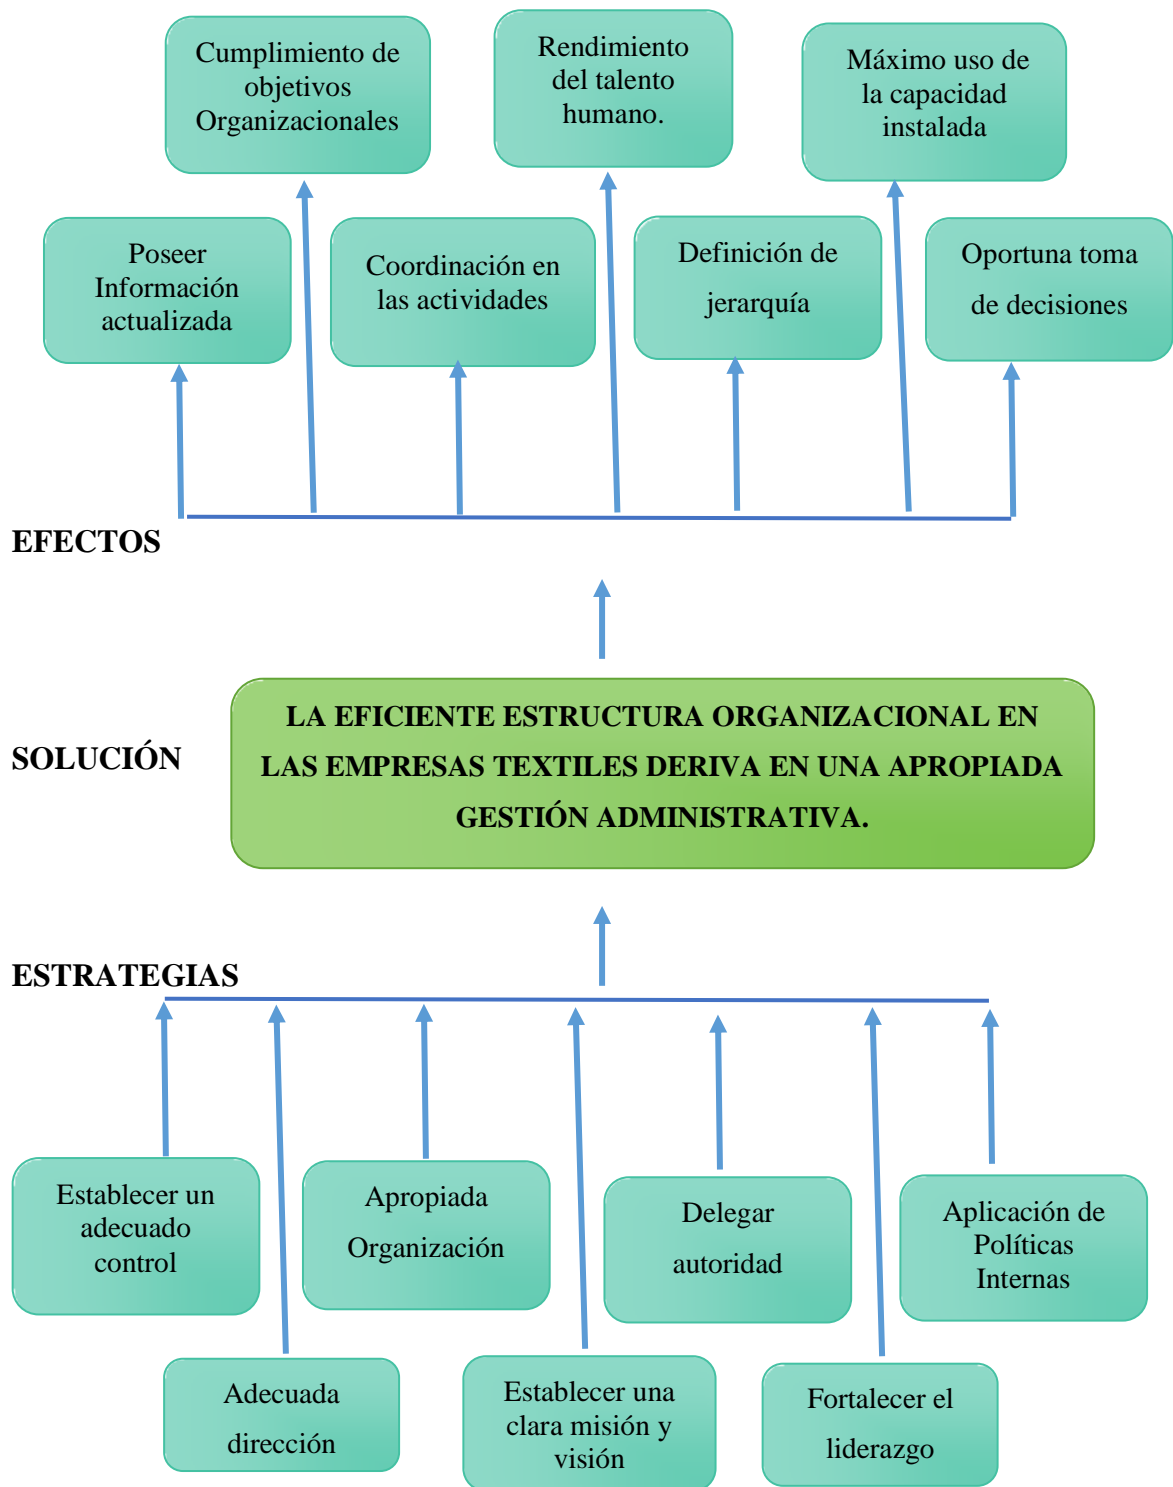 Cumplimiento de
objetivos
Organizacionales
Rendimiento
del talento
humano.
Máximo uso de
la capacidad
instalada
Poseer
Información
actualizada
Coordinación en
las actividades
Definición de
jerarquía
Oportuna toma
de decisiones
EFECTOS
SOLUCIÓN
LA EFICIENTE ESTRUCTURA ORGANIZACIONAL EN
LAS EMPRESAS TEXTILES DERIVA EN UNA APROPIADA
GESTIÓN ADMINISTRATIVA.
ESTRATEGIAS
Establecer un
adecuado
control
Apropiada
Organización
Delegar
autoridad
Aplicación de
Políticas
Internas
Adecuada
dirección
Establecer una
clara misión y
visión
Fortalecer el
liderazgo